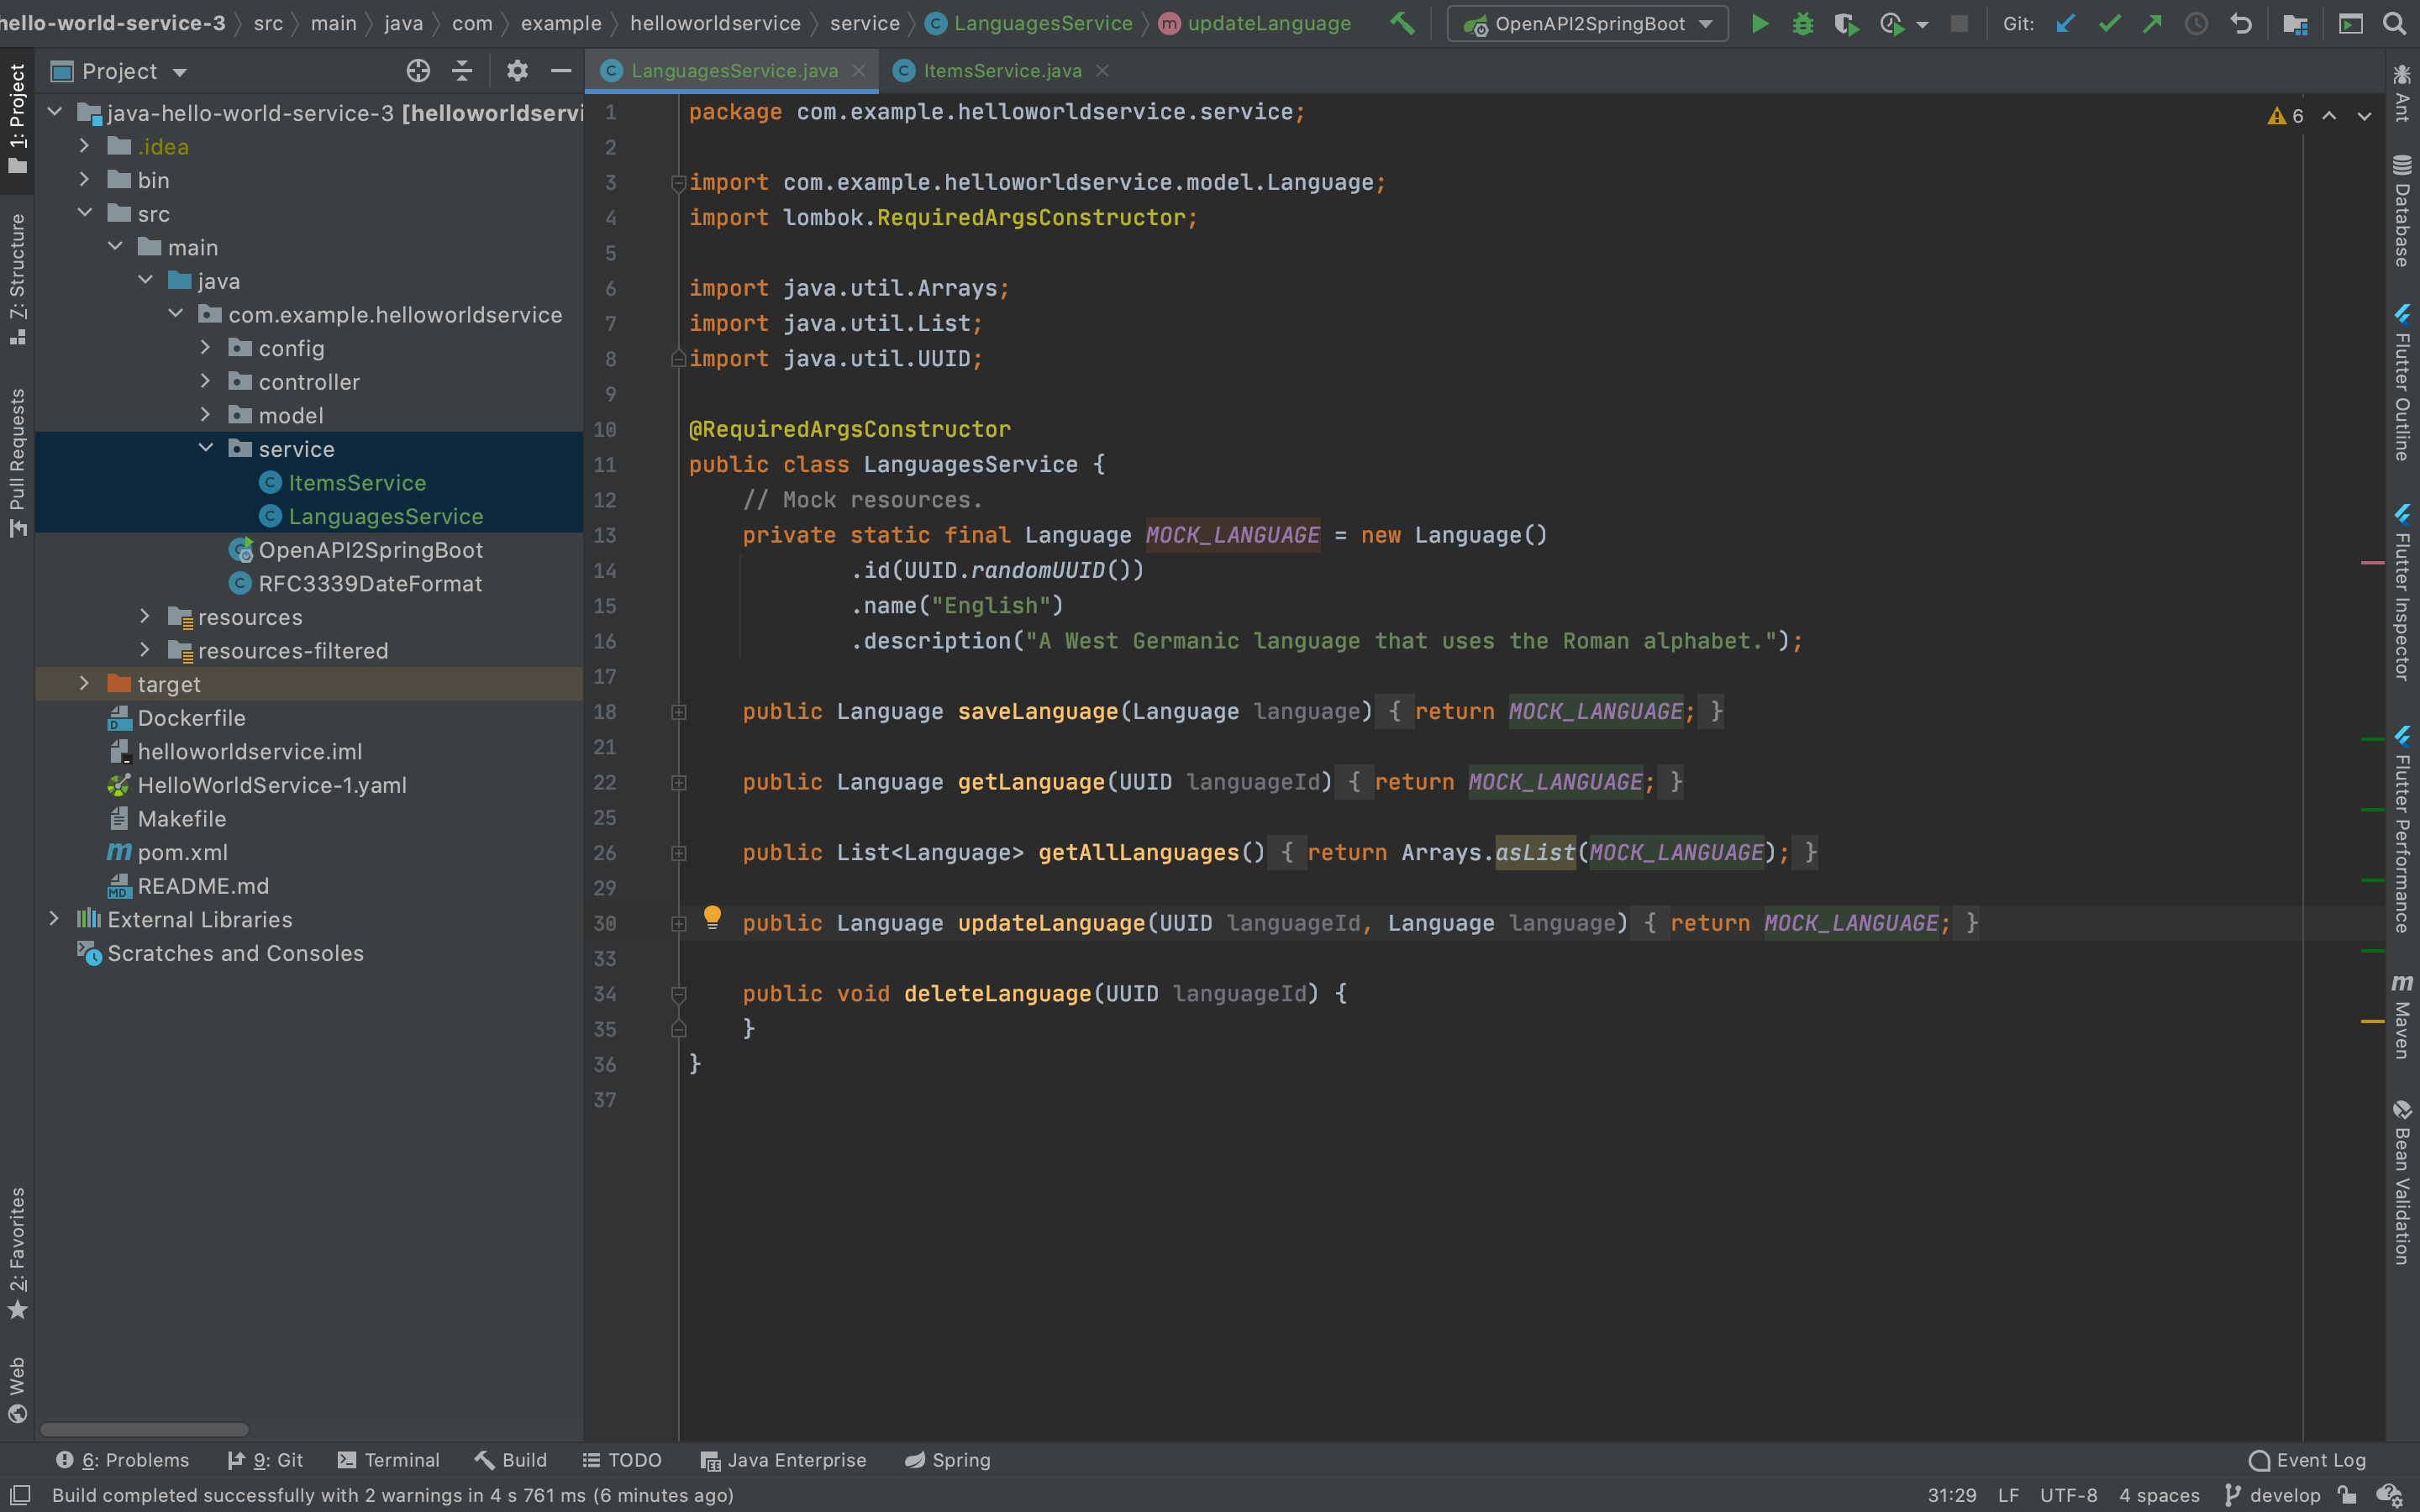 hello-world-service-3 src main java com example helloworldservice service LanguagesService updateLanguage OpenAPI2SpringBoot Git:
Project
LanguagesService.java
ItemsService.java
1: Project
7: Structure
Pull Requests
2: Favorites
Web
java-hello-world-service-3 [helloworldservi
.idea
bin
src
main
java
com.example.helloworldservice
config
controller
model
service
ItemsService
LanguagesService
OpenAPI2SpringBoot
RFC3339DateFormat
resources
resources-filtered
target
Dockerfile
helloworldservice.iml
HelloWorldService-1.yaml
Makefile
pom.xml
README.md
External Libraries
Scratches and Consoles
6
1 package com.example.helloworldservice.service;
2
3 import com.example.helloworldservice.model.Language;
4 import lombok.RequiredArgsConstructor;
5
6 import java.util.Arrays;
7 import java.util.List;
8 import java.util.UUID;
9
10 @RequiredArgsConstructor
11 public class LanguagesService {
12 // Mock resources.
13 private static final Language MOCK_LANGUAGE = new Language()
14 .id(UUID.randomUUID())
15 .name("English")
16 .description("A West Germanic language that uses the Roman alphabet.");
17
18 public Language saveLanguage(Language language) { return MOCK_LANGUAGE; }
21
22 public Language getLanguage(UUID languageId) { return MOCK_LANGUAGE; }
25
26 public List<Language> getAllLanguages() { return Arrays.asList(MOCK_LANGUAGE); }
29
30 public Language updateLanguage(UUID languageId, Language language) { return MOCK_LANGUAGE; }
33
34 public void deleteLanguage(UUID languageId) {
35 }
36 }
37
Ant
Database
Flutter Outline
Flutter Inspector
Flutter Performance
Maven
Bean Validation
6: Problems 9: Git Terminal Build TODO Java Enterprise Spring Event Log
Build completed successfully with 2 warnings in 4 s 761 ms (6 minutes ago) 31:29 LF UTF-8 4 spaces develop